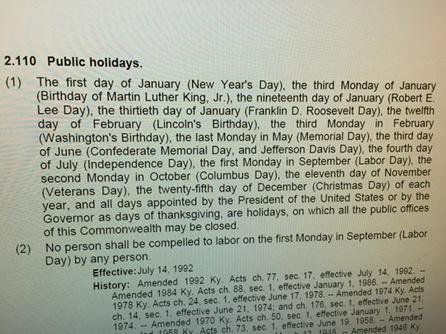 2.110 Public holidays.
(1) The first day of January (New Year's Day), the third Monday of January
(Birthday of Martin Luther King, Jr.), the nineteenth day of January (Robert E.
Lee Day), the thirtieth day of January (Franklin D. Roosevelt Day), the twelfth
day of February (Lincoln's Birthday), the third Monday in February
(Washington's Birthday), the last Monday in May (Memorial Day), the third day
of June (Confederate Memorial Day, and Jefferson Davis Day), the fourth day
of July (Independence Day), the first Monday in September (Labor Day), the
second Monday in October (Columbus Day), the eleventh day of November
(Veterans Day), the twenty-fifth day of December (Christmas Day) of each
year, and all days appointed by the President of the United States or by the
Governor as days of thanksgiving, are holidays, on which all the public offices
of this Commonwealth may be closed.
(2) No person shall be compelled to labor on the first Monday in September (Labor
Day) by any person.
Effective: July 14, 1992
History: Amended 1992 Ky. Acts ch. 77, sec. 17, effective July 14, 1992. --
Amended 1984 Ky. Acts ch. 88, sec. 1, effective January 1, 1986. -- Amended
1978 Ky. Acts ch. 24, sec. 1, effective June 17, 1978. -- Amended 1974 Ky. Acts
ch. 14, sec. 1, effective June 21, 1974; and ch. 176, sec. 1, effective June 21,
1974. -- Amended 1970 Ky. Acts ch. 50, sec. 1, effective January 1, 1971. --
1958 Ky. Acts ch. 73, sec. 1, effective June 19, 1958. -- Amended 1946 Ky.